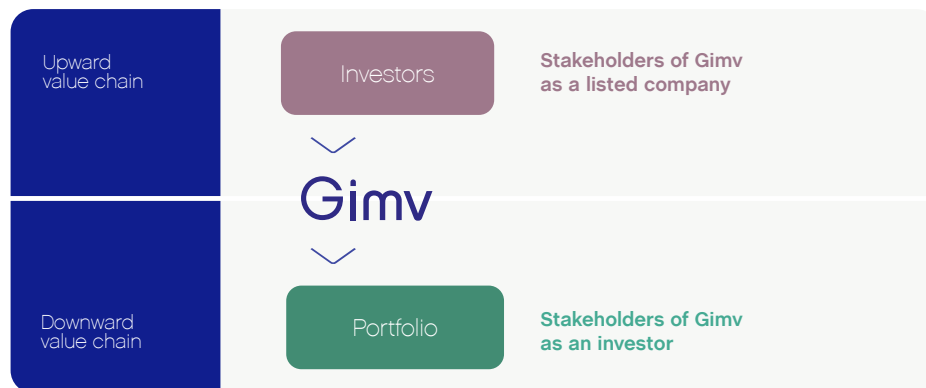 Upward
value chain
Investors
Stakeholders of Gimv
as a listed company
Gimv
Downward
value chain
Portfolio
Stakeholders of Gimv
as an investor